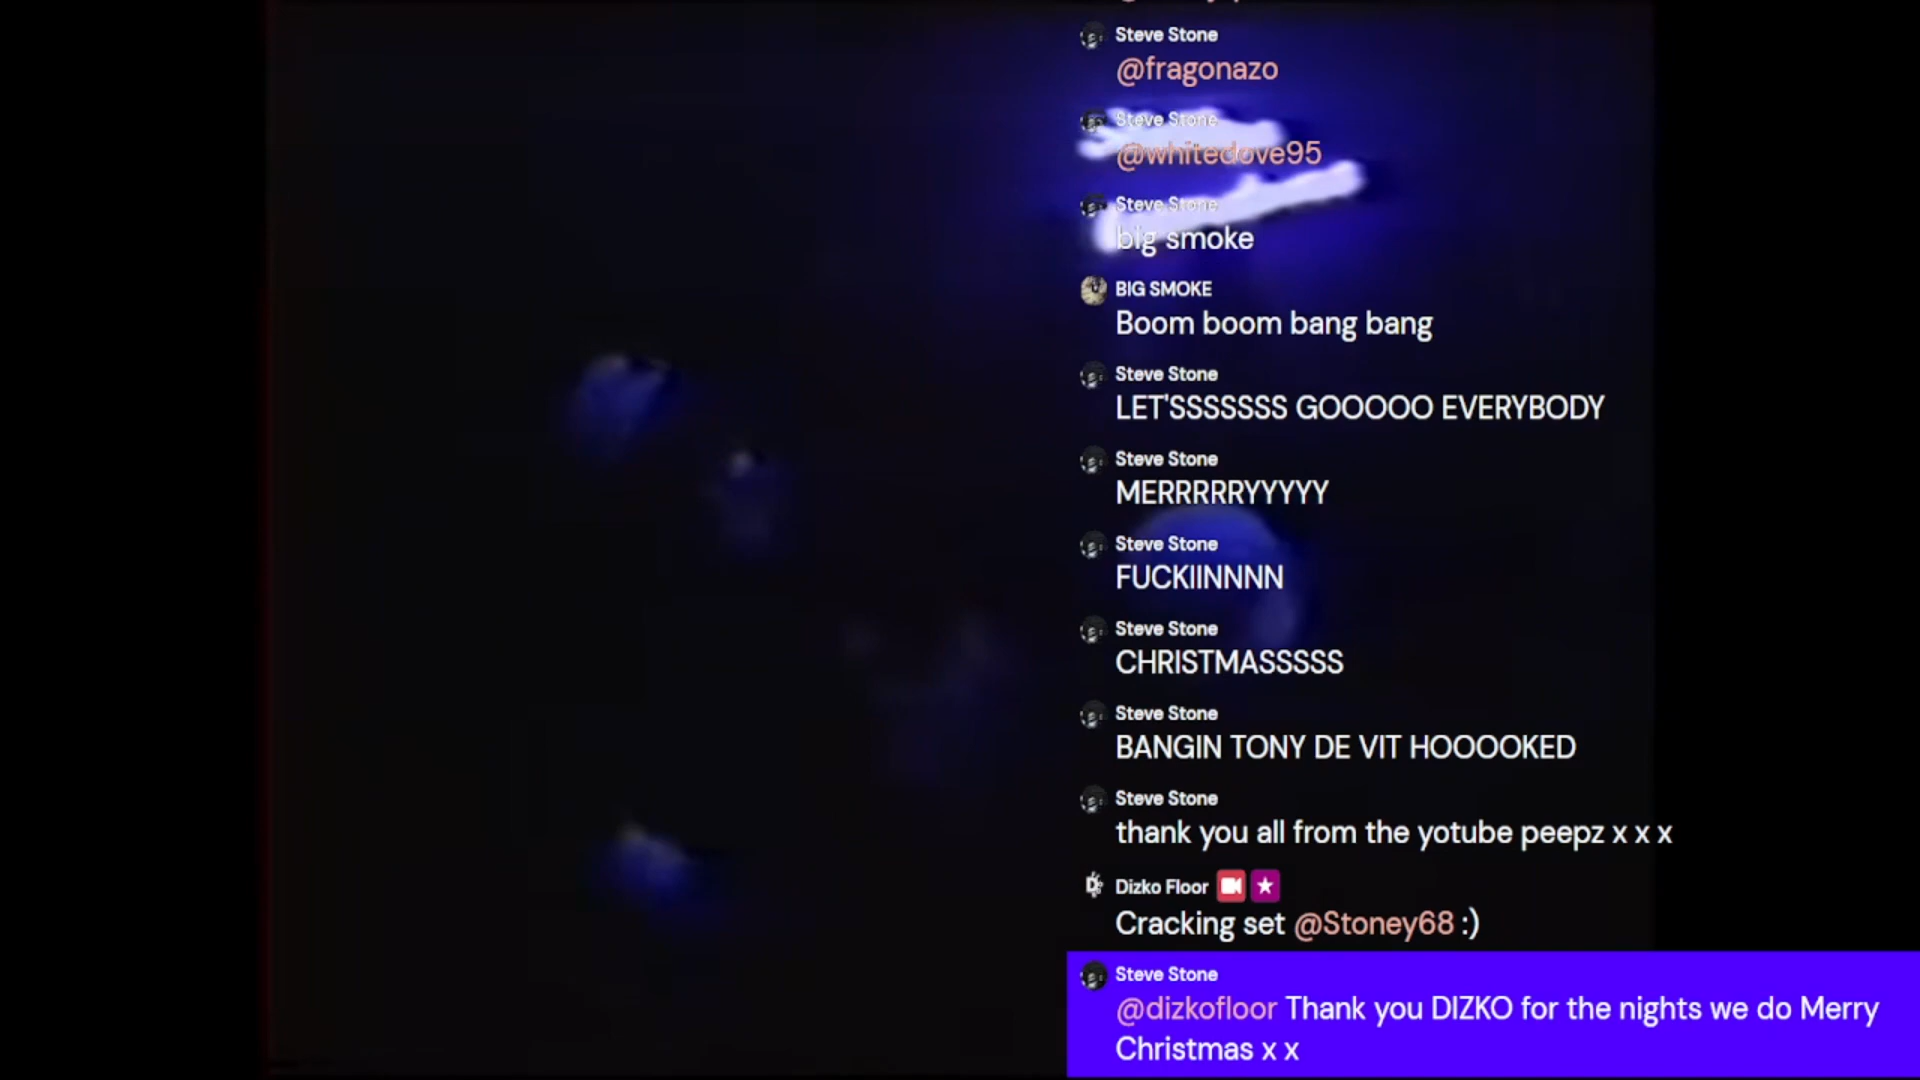 Steve Stone
@fragonazo
Steve Stone
@whitedove95
Steve Stone
big smoke
BIG SMOKE
Boom boom bang bang
Steve Stone
LET'SSSSSSS GOOOOO EVERYBODY
Steve Stone
MERRRRRYYYYY
Steve Stone
FUCKIINNNN
Steve Stone
CHRISTMASSSSS
Steve Stone
BANGIN TONY DE VIT HOOOOKED
Steve Stone
thank you all from the yotube peepz x x x
Dizko Floor
Cracking set @Stoney68 :)
Steve Stone
@dizkofloor Thank you DIZKO for the nights we do Merry
Christmas x x